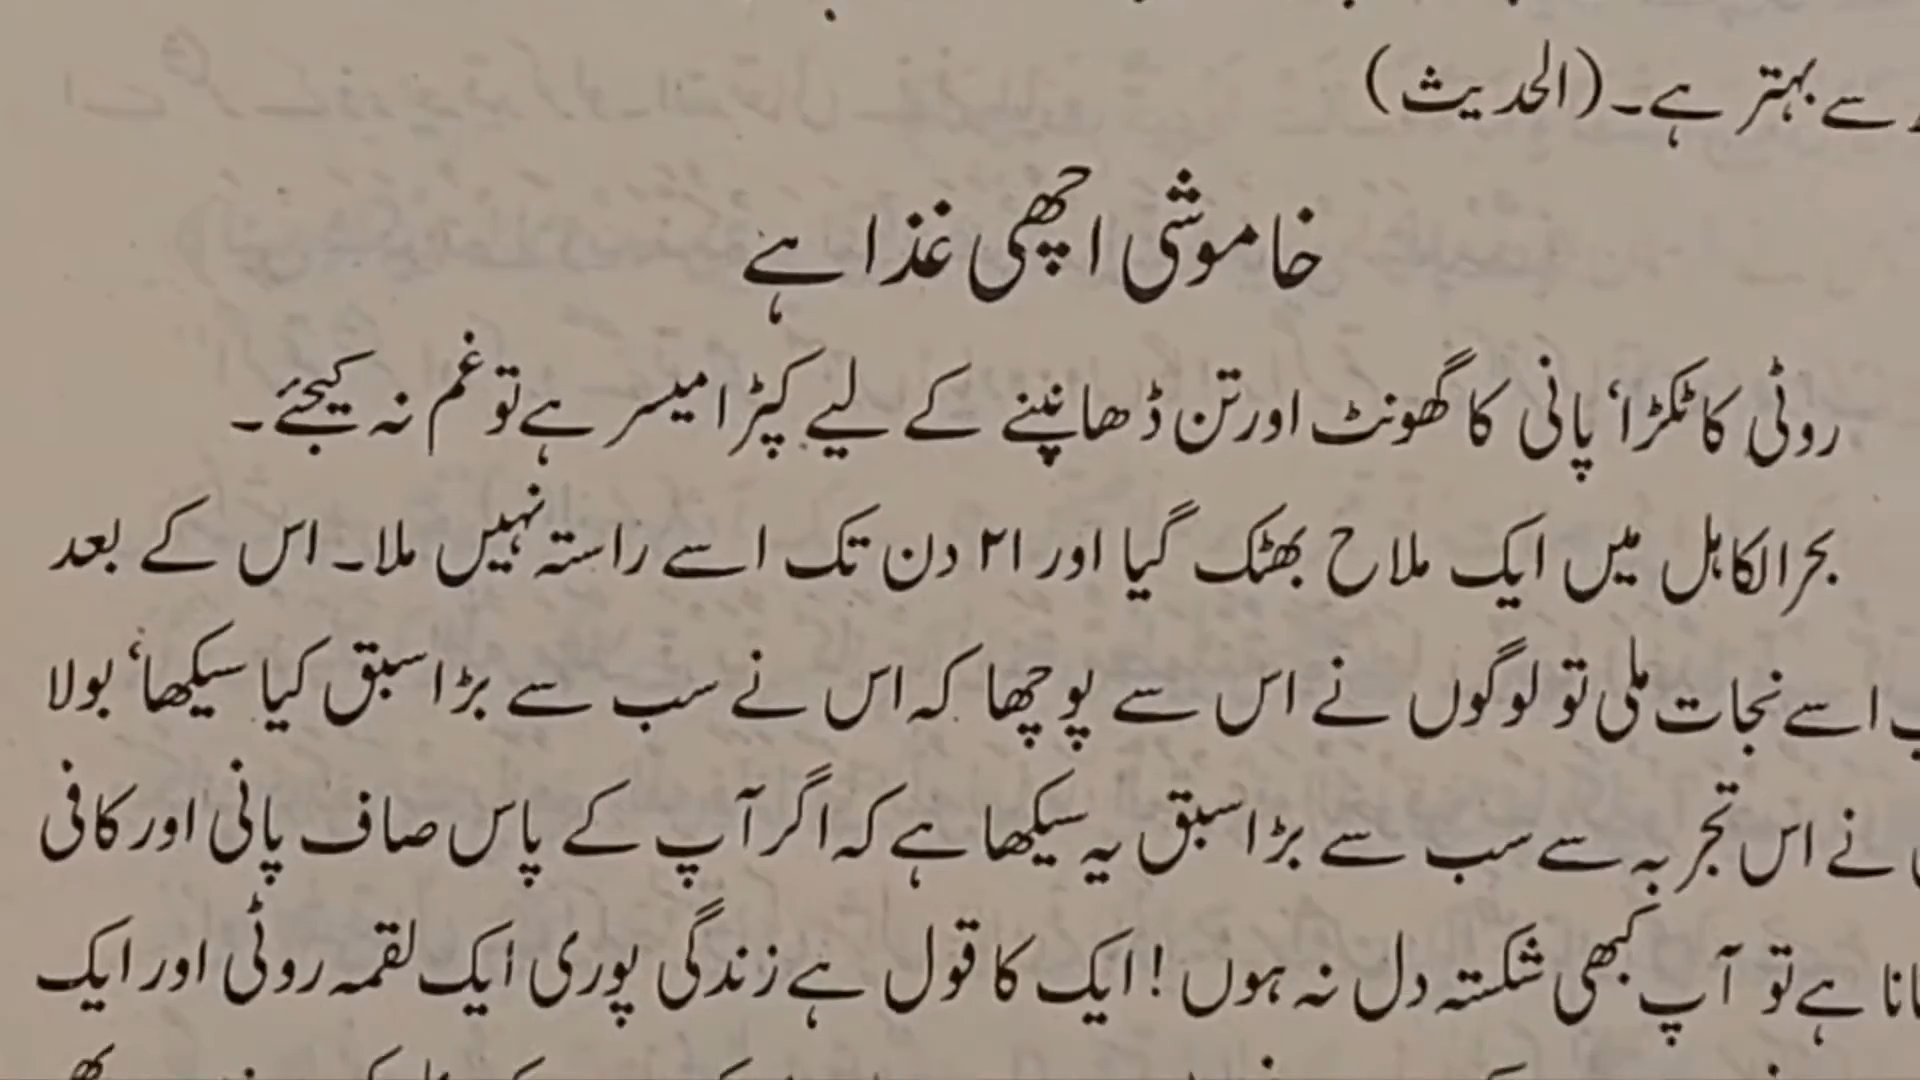 سے بہتر ہے۔ (الحدیث)
خاموشی اچھی غذا ہے
روٹی کا ٹکڑا، پانی کا گھونٹ اور تن ڈھانپنے کے لیے کپڑا میسر ہے تو غم نہ کیجئے۔
بحرالکاہل میں ایک ملاح بھٹک گیا اور ۲۱ دن تک اسے راستہ نہیں ملا۔ اس کے بعد
اسے نجات ملی تو لوگوں نے اس سے پوچھا کہ اس نے سب سے بڑا سبق کیا سیکھا، بولا
نے اس تجربہ سے سب سے بڑا سبق یہ سیکھا ہے کہ اگر آپ کے پاس صاف پانی اور کافی
ہے تو آپ کبھی شکستہ دل نہ ہوں! ایک کا قول ہے زندگی پوری ایک لقمہ روٹی اور ایک